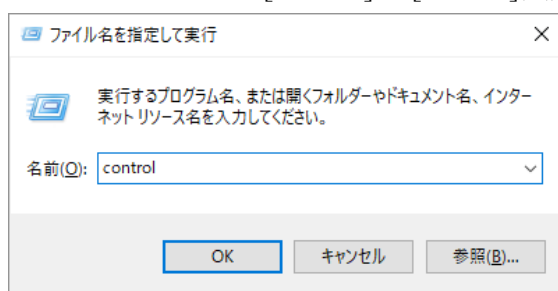 ファイル名を指定して実行
実行するプログラム名、または開くフォルダーやドキュメント名、インター
ネット リソース名を入力してください。
名前(O): control
OK キャンセル 参照(B)...